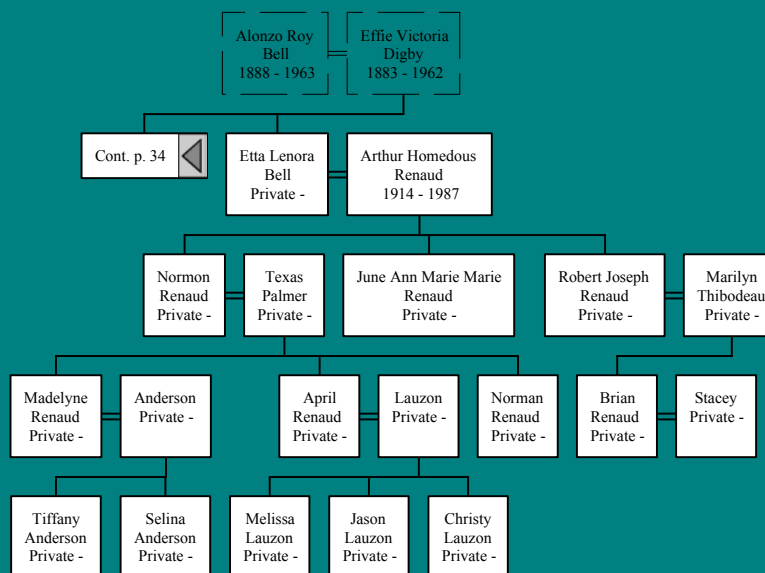 Alonzo Roy
Bell
1888 - 1963
Effie Victoria
Digby
1883 - 1962
Cont. p. 34
Etta Lenora
Bell
Private -
Arthur Homedous
Renaud
1914 - 1987
Normon
Renaud
Private -
Texas
Palmer
Private -
June Ann Marie Marie
Renaud
Private -
Robert Joseph
Renaud
Private -
Marilyn
Thibodeau
Private -
Madelyne
Renaud
Private -
Anderson
Private -
April
Renaud
Private -
Lauzon
Private -
Norman
Renaud
Private -
Brian
Renaud
Private -
Stacey
Private -
Tiffany
Anderson
Private -
Selina
Anderson
Private -
Melissa
Lauzon
Private -
Jason
Lauzon
Private -
Christy
Lauzon
Private -